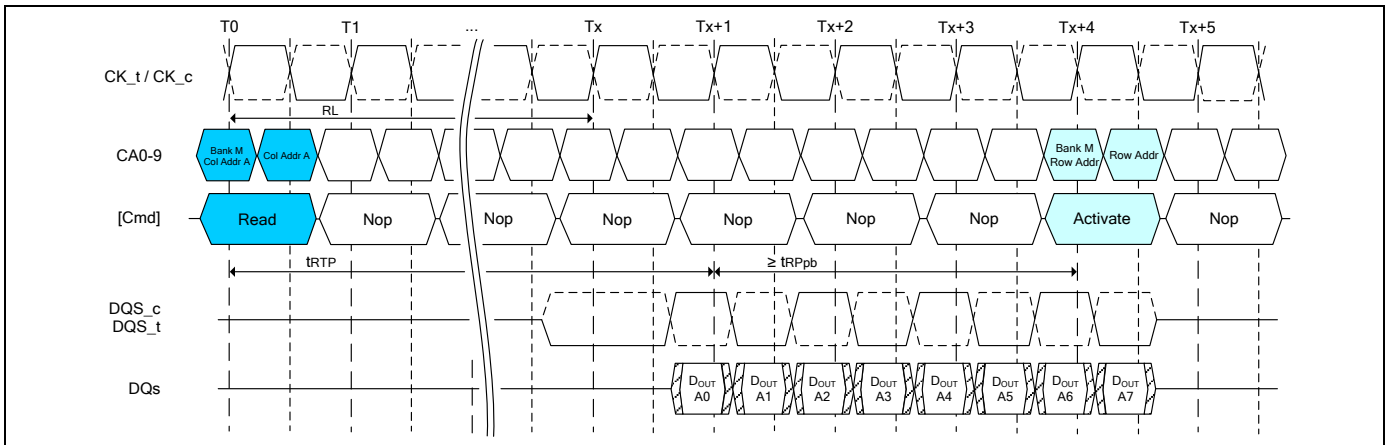 T0 T1 ... Tx Tx+1 Tx+2 Tx+3 Tx+4 Tx+5
CK_t / CK_c
RL
CA0-9 Bank M Col Addr A Col Addr A Bank M Row Addr Row Addr
[Cmd] Read Nop Nop Nop Nop Nop Nop Activate Nop
tRTP ≥ tRPpb
DQS_c
DQS_t
DQs DOUT A0 DOUT A1 DOUT A2 DOUT A3 DOUT A4 DOUT A5 DOUT A6 DOUT A7